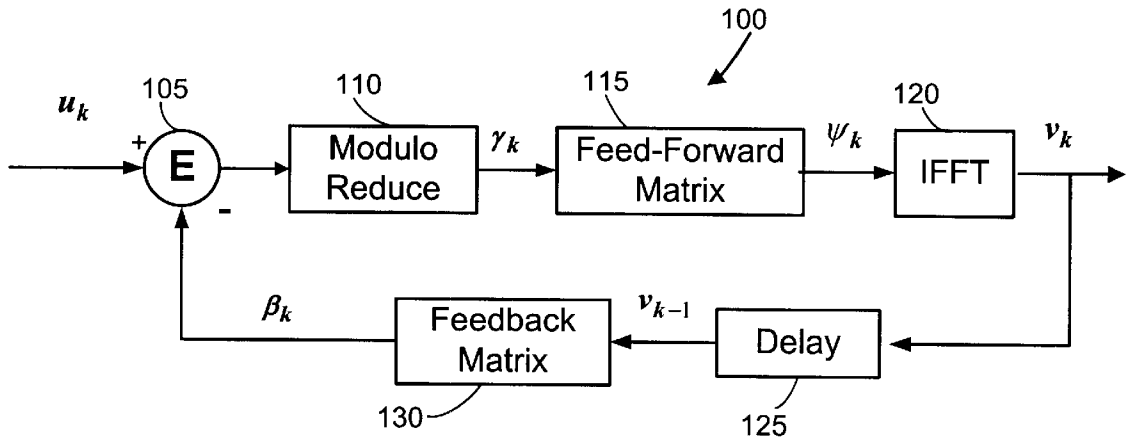 100
105
110
115
120
u_k
+
E
-
Modulo
Reduce
γ_k
Feed-Forward
Matrix
ψ_k
IFFT
v_k
β_k
Feedback
Matrix
v_{k-1}
Delay
130
125